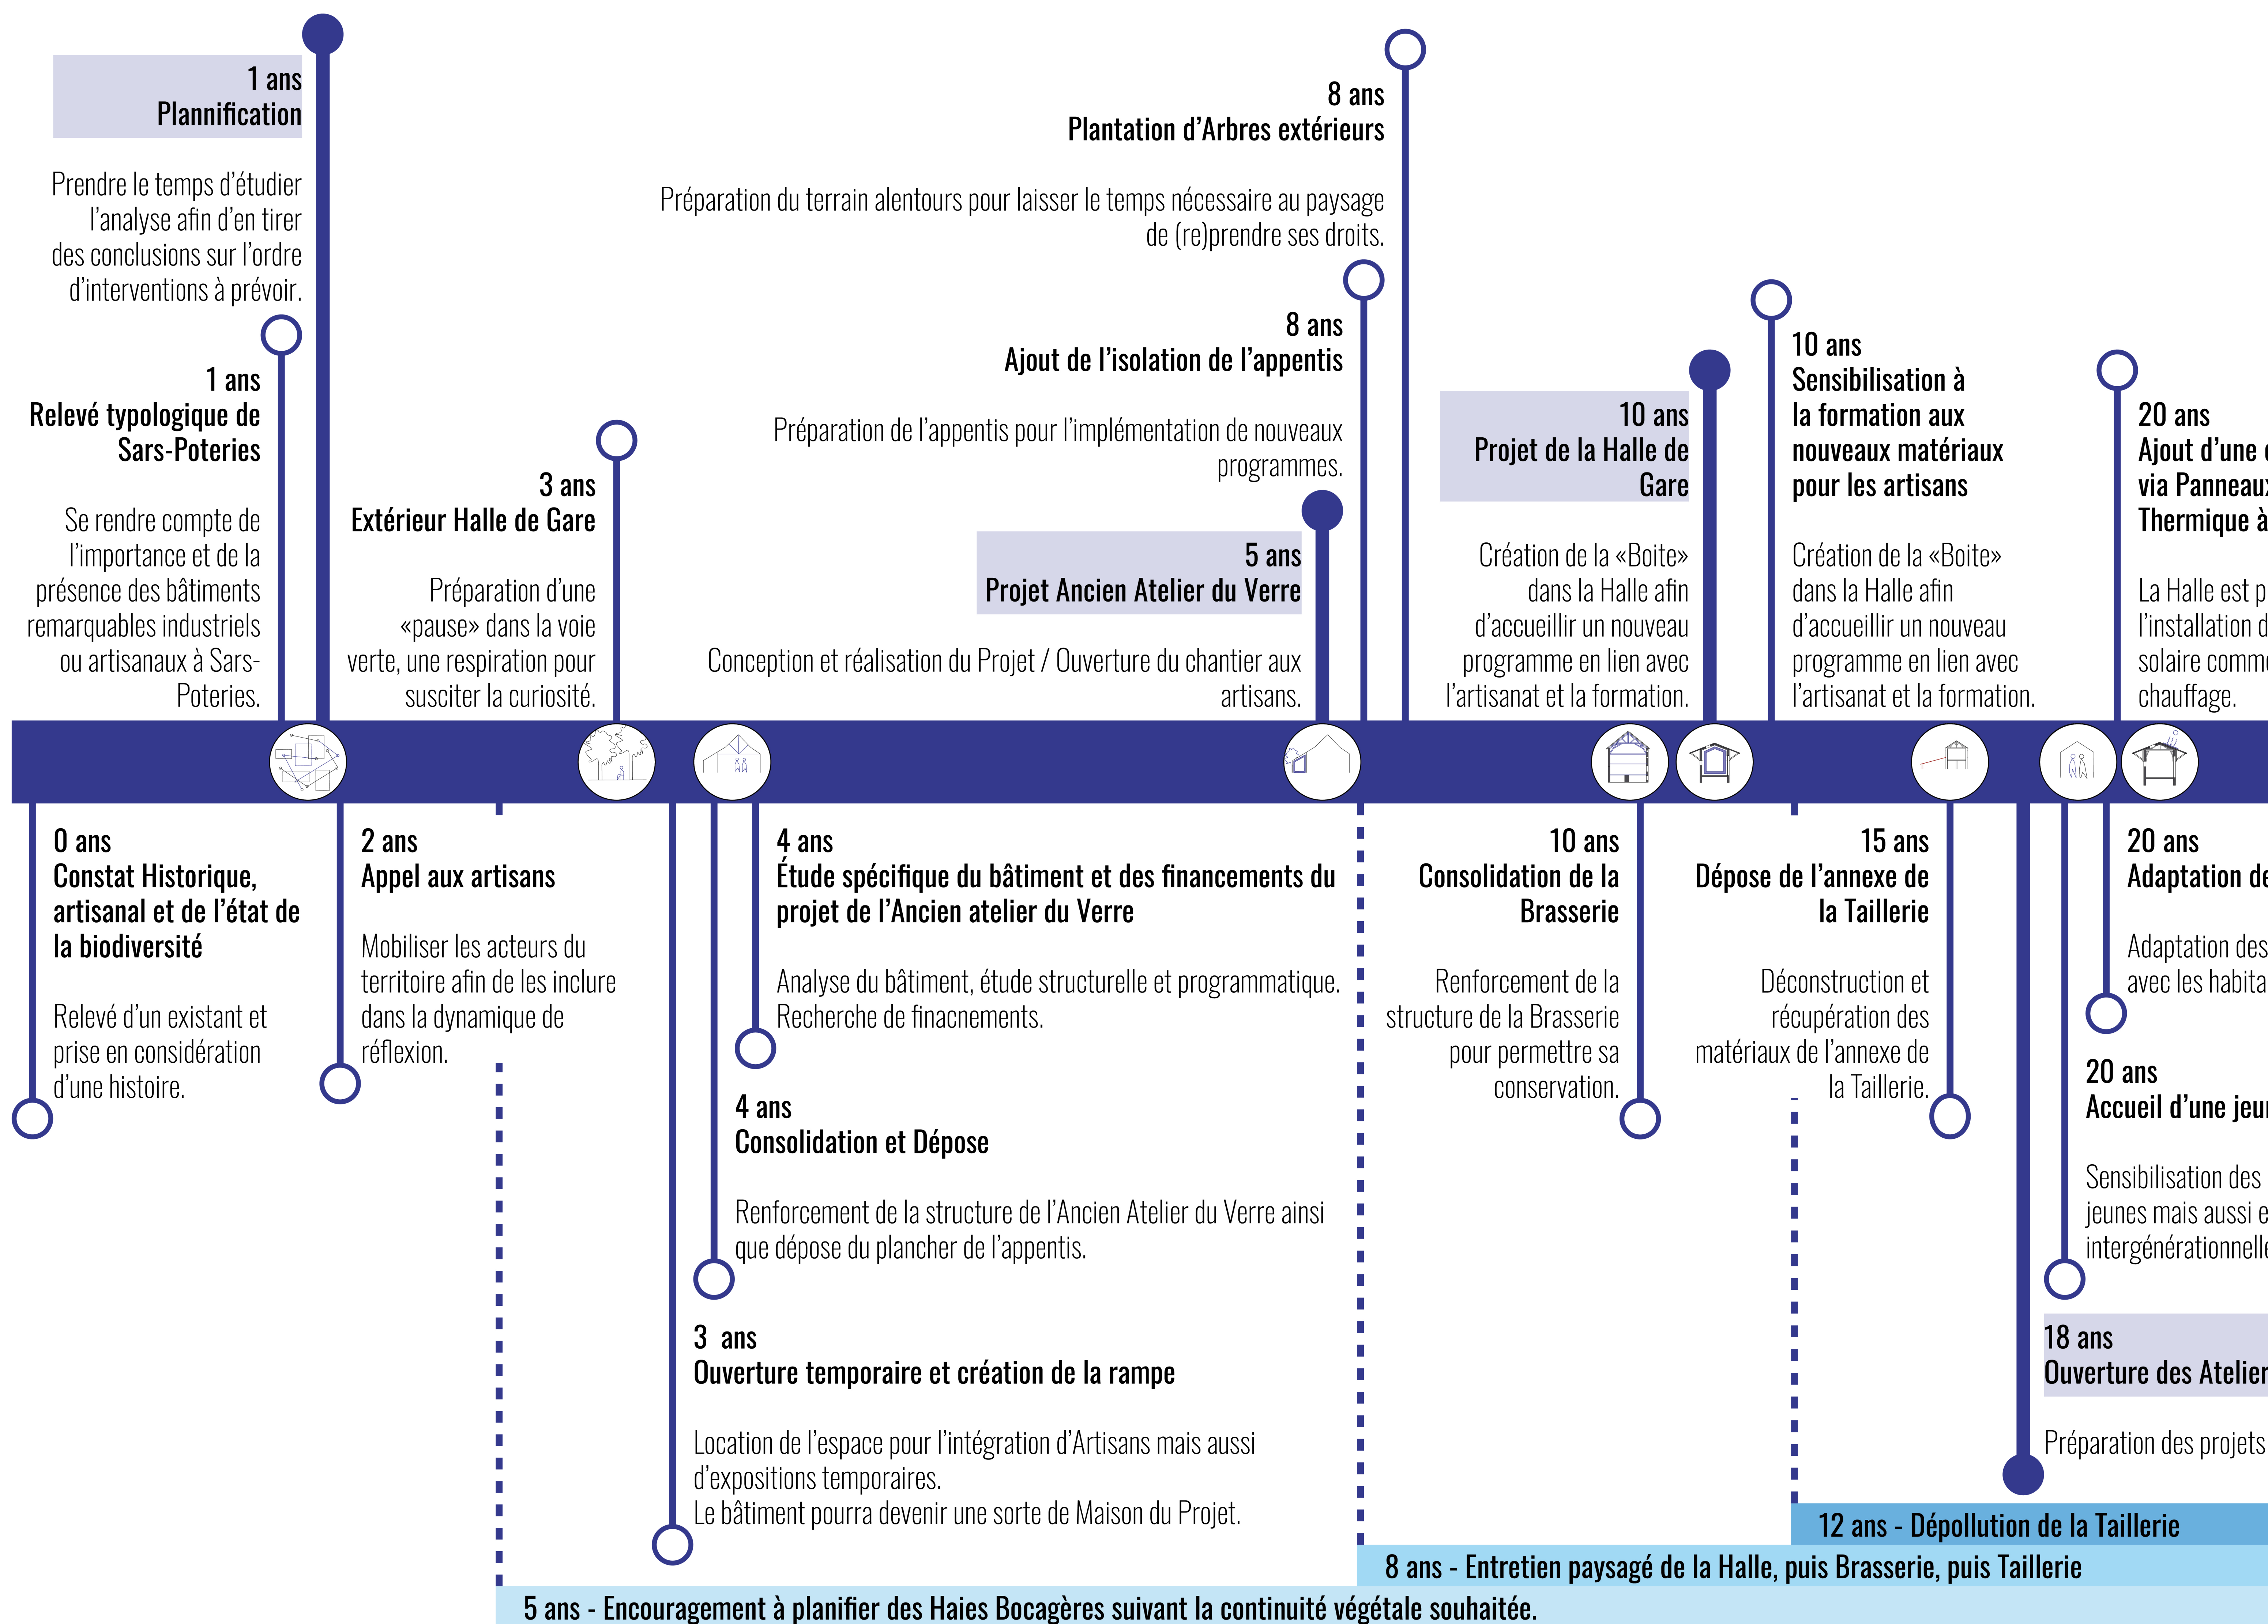 1 ans
Plannification
Prendre le temps d’étudier
l’analyse afin d’en tirer
des conclusions sur l’ordre
d’interventions à prévoir.
1 ans
Relevé typologique de
Sars-Poteries
Se rendre compte de
l’importance et de la
présence des bâtiments
remarquables industriels
ou artisanaux à Sars-
Poteries.
3 ans
Extérieur Halle de Gare
Préparation d’une
«pause» dans la voie
verte, une respiration pour
susciter la curiosité.
8 ans
Plantation d’Arbres extérieurs
Préparation du terrain alentours pour laisser le temps nécessaire au paysage
de (re)prendre ses droits.
8 ans
Ajout de l’isolation de l’appentis
Préparation de l’appentis pour l’implémentation de nouveaux
programmes.
5 ans
Projet Ancien Atelier du Verre
Conception et réalisation du Projet / Ouverture du chantier aux
artisans.
10 ans
Projet de la Halle de
Gare
Création de la «Boite»
dans la Halle afin
d’accueillir un nouveau
programme en lien avec
l’artisanat et la formation.
10 ans
Sensibilisation à
la formation aux
nouveaux matériaux
pour les artisans
Création de la «Boite»
dans la Halle afin
d’accueillir un nouveau
programme en lien avec
l’artisanat et la formation.
20 ans
Ajout d’une
via Panneaux
Thermique à
La Halle est
l’installation
solaire comme
chauffage.
0 ans
Constat Historique,
artisanal et de l’état de
la biodiversité
Relevé d’un existant et
prise en considération
d’une histoire.
2 ans
Appel aux artisans
Mobiliser les acteurs du
territoire afin de les inclure
dans la dynamique de
réflexion.
4 ans
Étude spécifique du bâtiment et des financements du
projet de l’Ancien atelier du Verre
Analyse du bâtiment, étude structurelle et programmatique.
Recherche de finacnements.
4 ans
Consolidation et Dépose
Renforcement de la structure de l’Ancien Atelier du Verre ainsi
que dépose du plancher de l’appentis.
3 ans
Ouverture temporaire et création de la rampe
Location de l’espace pour l’intégration d’Artisans mais aussi
d’expositions temporaires.
Le bâtiment pourra devenir une sorte de Maison du Projet.
10 ans
Consolidation de la
Brasserie
Renforcement de la
structure de la Brasserie
pour permettre sa
conservation.
15 ans
Dépose de l’annexe de
la Taillerie
Déconstruction et
récupération des
matériaux de l’annexe de
la Taillerie.
20 ans
Adaptation de
Adaptation des
avec les
20 ans
Accueil d’une
Sensibilisation des
jeunes mais aussi
18 ans
Ouverture des
Préparation des projets
12 ans - Dépollution de la Taillerie
8 ans - Entretien paysagé de la Halle, puis Brasserie, puis Taillerie
5 ans - Encouragement à planifier des Haies Bocagères suivant la continuité végétale souhaitée.